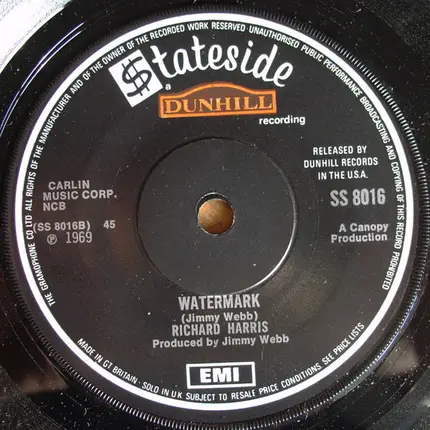 $tateside
a
DUNHILL
recording
RELEASED BY
DUNHILL RECORDS
IN THE U.S.A.
CARLIN
MUSIC CORP.
NCB
SS 8016
(SS 8016B) 45
Ⓟ 1969
A Canopy
Production
WATERMARK
(Jimmy Webb)
RICHARD HARRIS
Produced by Jimmy Webb
EMI
THE GRAMOPHONE CO LTD ALL RIGHTS OF THE MANUFACTURER AND OF THE OWNER OF THE RECORDED WORK RESERVED·UNAUTHORISED PUBLIC PERFORMANCE BROADCASTING AND COPYING OF THIS RECORD PROHIBITED
MADE IN GT BRITAIN · SOLD IN U.K SUBJECT TO RESALE PRICE CONDITIONS, SEE PRICE LISTS